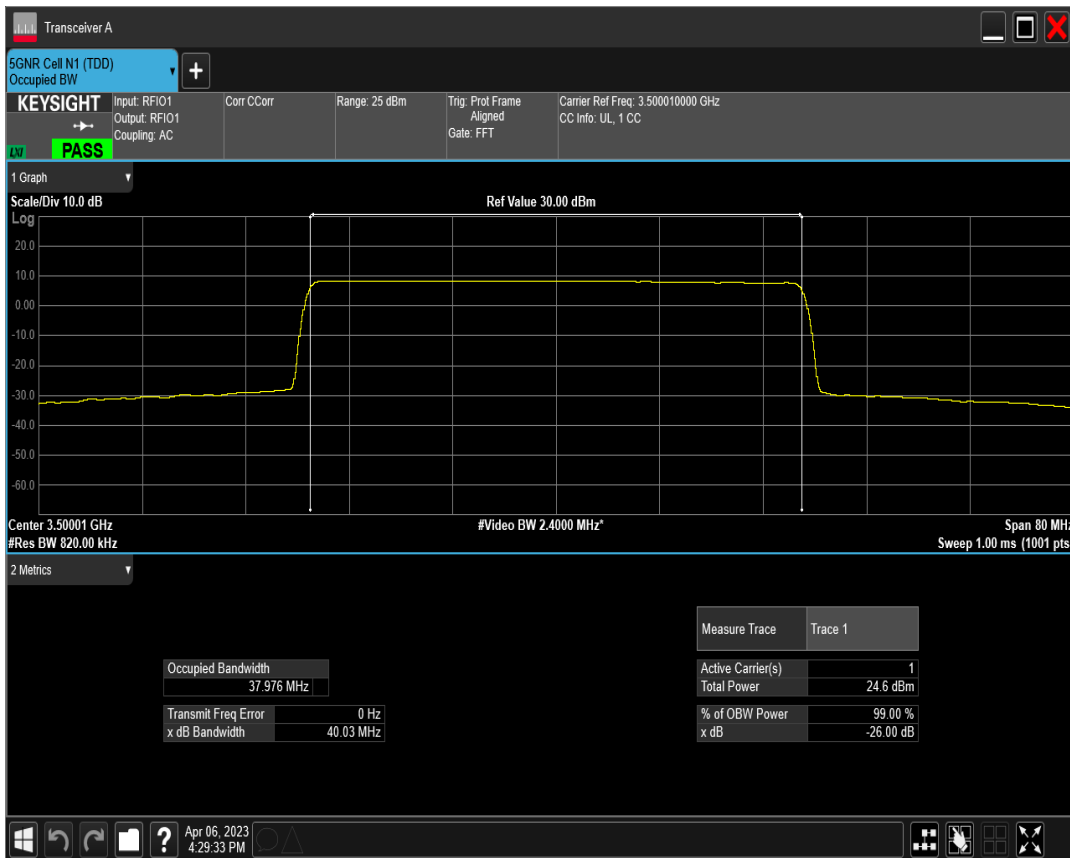 Transceiver A
5GNR Cell N1 (TDD)
Occupied BW
+
KEYSIGHT
LXI
PASS
Input: RFIO1
Output: RFIO1
Coupling: AC
Corr CCorr
Range: 25 dBm
Trig: Prot Frame
Aligned
Gate: FFT
Carrier Ref Freq: 3.500010000 GHz
CC Info: UL, 1 CC
1 Graph
Scale/Div 10.0 dB
Ref Value 30.00 dBm
Log
20.0
10.0
0.00
-10.0
-20.0
-30.0
-40.0
-50.0
-60.0
Center 3.50001 GHz
#Video BW 2.4000 MHz*
Span 80 MHz
#Res BW 820.00 kHz
Sweep 1.00 ms (1001 pts
2 Metrics
Measure Trace Trace 1
Occupied Bandwidth
37.976 MHz
Active Carrier(s) 1
Total Power 24.6 dBm
Transmit Freq Error 0 Hz
x dB Bandwidth 40.03 MHz
% of OBW Power 99.00 %
x dB -26.00 dB
?
Apr 06, 2023
4:29:33 PM